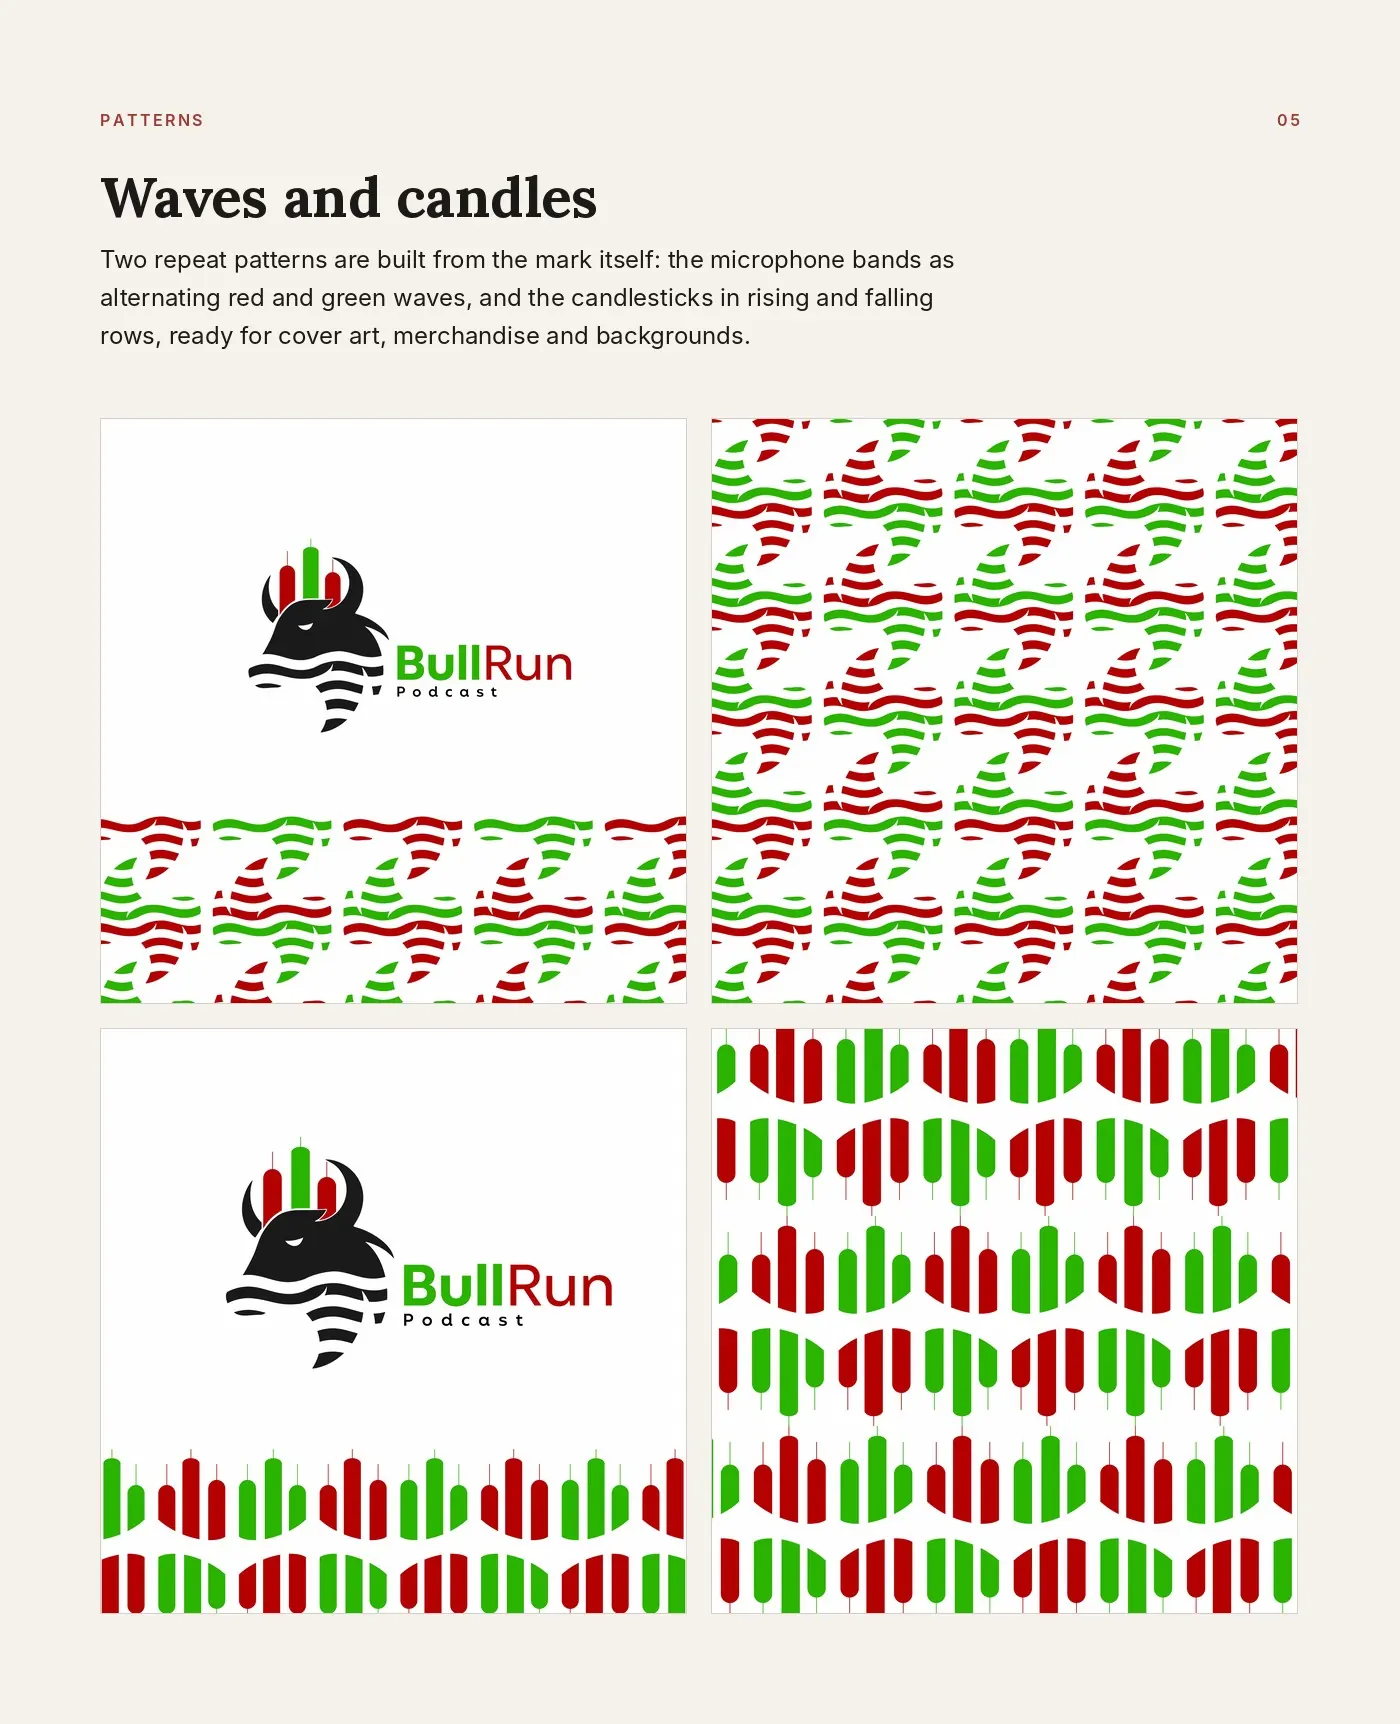 PATTERNS
05
Waves and candles
Two repeat patterns are built from the mark itself: the microphone bands as
alternating red and green waves, and the candlesticks in rising and falling
rows, ready for cover art, merchandise and backgrounds.
BullRun
Podcast
BullRun
Podcast